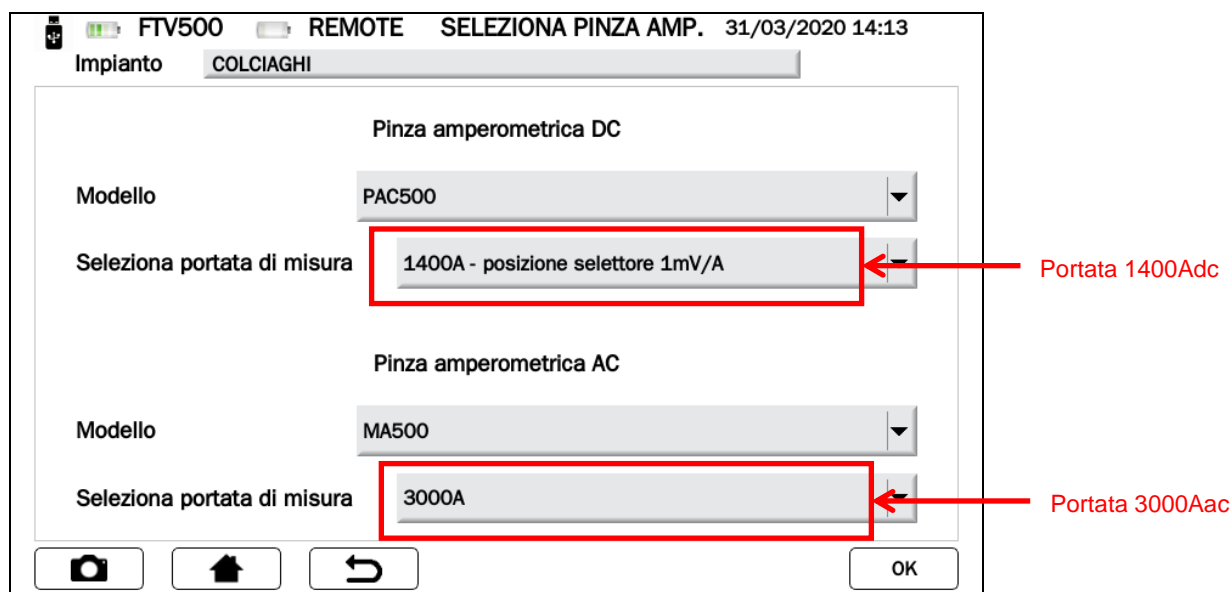 FTV500 REMOTE SELEZIONA PINZA AMP. 31/03/2020 14:13
Impianto COLCIAGHI
Pinza amperometrica DC
Modello PAC500
Seleziona portata di misura 1400A - posizione selettore 1mV/A
Portata 1400Adc
Pinza amperometrica AC
Modello MA500
Seleziona portata di misura 3000A
Portata 3000Aac
OK